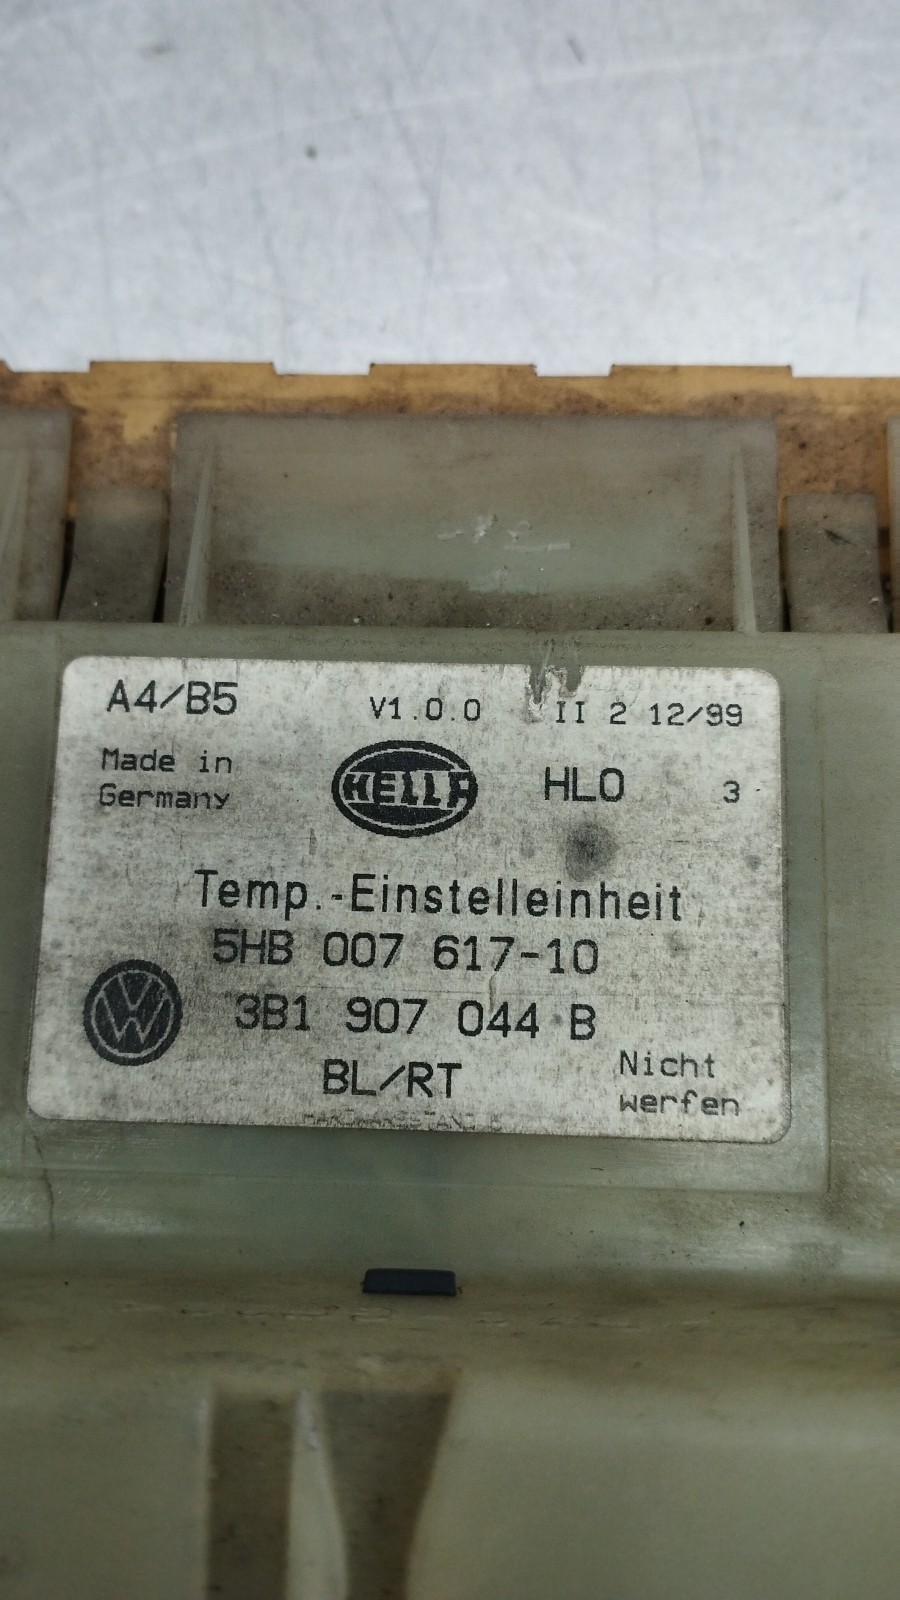 A4/B5 V1.0.0 II 2 12/99
Made in
Germany
HELLA
HLO 3
Temp.-Einstelleinheit
5HB 007 617-10
3B1 907 044 B
BL/RT
Nicht
werfen